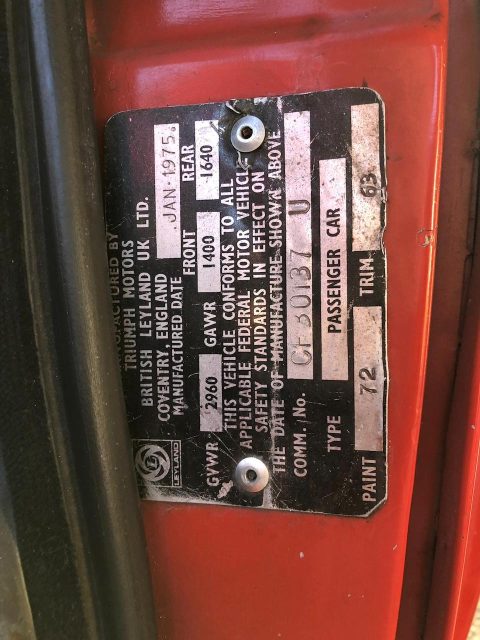 MANUFACTURED BY
TRIUMPH MOTORS
BRITISH LEYLAND UK LTD.
COVENTRY, ENGLAND
MANUFACTURED DATE JAN·1975.
FRONT REAR
GVWR 2960 GAWR 1400 1640
THIS VEHICLE CONFORMS TO ALL
APPLICABLE FEDERAL MOTOR VEHICLE
SAFETY STANDARDS IN EFFECT ON
THE DATE OF MANUFACTURE SHOWN ABOVE
COMM. No. CF30137 U
TYPE PASSENGER CAR
PAINT 72 TRIM 63
LEYLAND